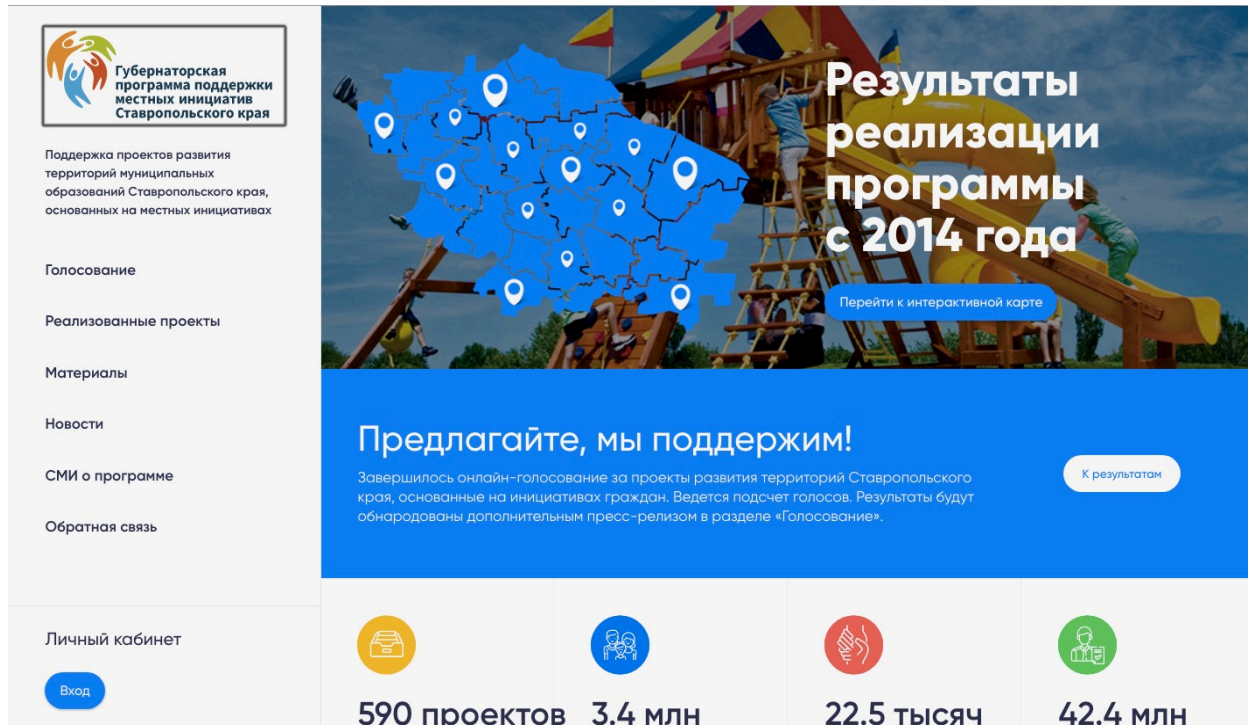 Губернаторская
программа поддержки
местных инициатив
Ставропольского края
Поддержка проектов развития
территорий муниципальных
образований Ставропольского края,
основанных на местных инициативах
Голосование
Реализованные проекты
Материалы
Новости
СМИ о программе
Обратная связь
Личный кабинет
Вход
Результаты
реализации
программы
с 2014 года
Перейти к интерактивной карте
Предлагайте, мы поддержим!
Завершилось онлайн-голосование за проекты развития территорий Ставропольского
края, основанные на инициативах граждан. Ведется подсчет голосов. Результаты будут
обнародованы дополнительным пресс-релизом в разделе «Голосование».
К результатам
590 проектов
3.4 млн
22.5 тысяч
42.4 млн